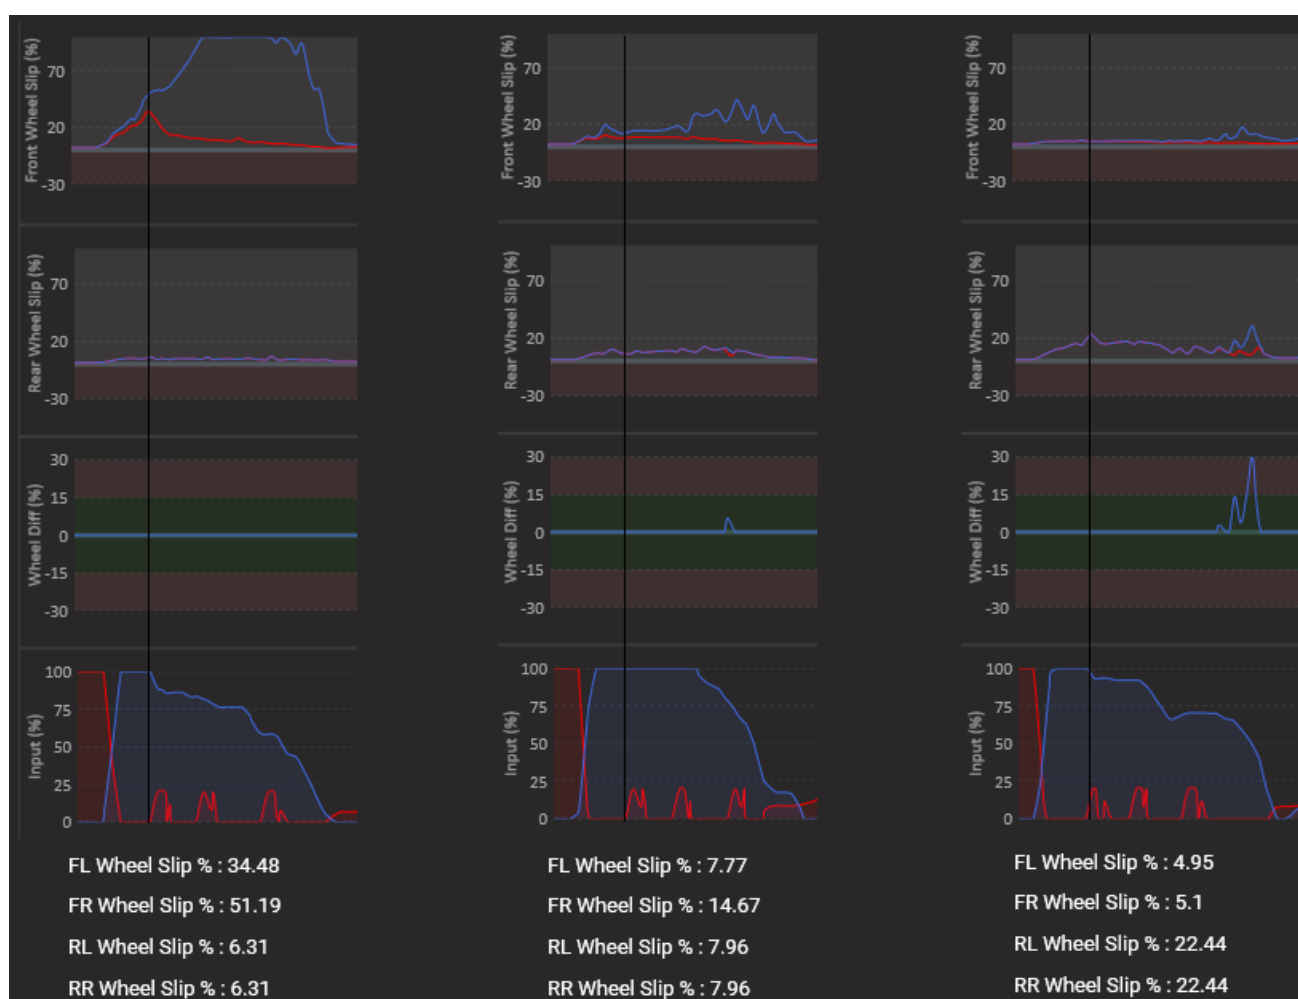 Front Wheel Slip (%)
70
20
-30
Rear Wheel Slip (%)
70
20
-30
Wheel Diff (%)
30
15
0
-15
-30
Input (%)
100
75
50
25
0
FL Wheel Slip % : 34.48
FR Wheel Slip % : 51.19
RL Wheel Slip % : 6.31
RR Wheel Slip % : 6.31
Front Wheel Slip (%)
70
20
-30
Rear Wheel Slip (%)
70
20
-30
Wheel Diff (%)
30
15
0
-15
-30
Input (%)
100
75
50
25
0
FL Wheel Slip % : 7.77
FR Wheel Slip % : 14.67
RL Wheel Slip % : 7.96
RR Wheel Slip % : 7.96
Front Wheel Slip (%)
70
20
-30
Rear Wheel Slip (%)
70
20
-30
Wheel Diff (%)
30
15
0
-15
-30
Input (%)
100
75
50
25
0
FL Wheel Slip % : 4.95
FR Wheel Slip % : 5.1
RL Wheel Slip % : 22.44
RR Wheel Slip % : 22.44